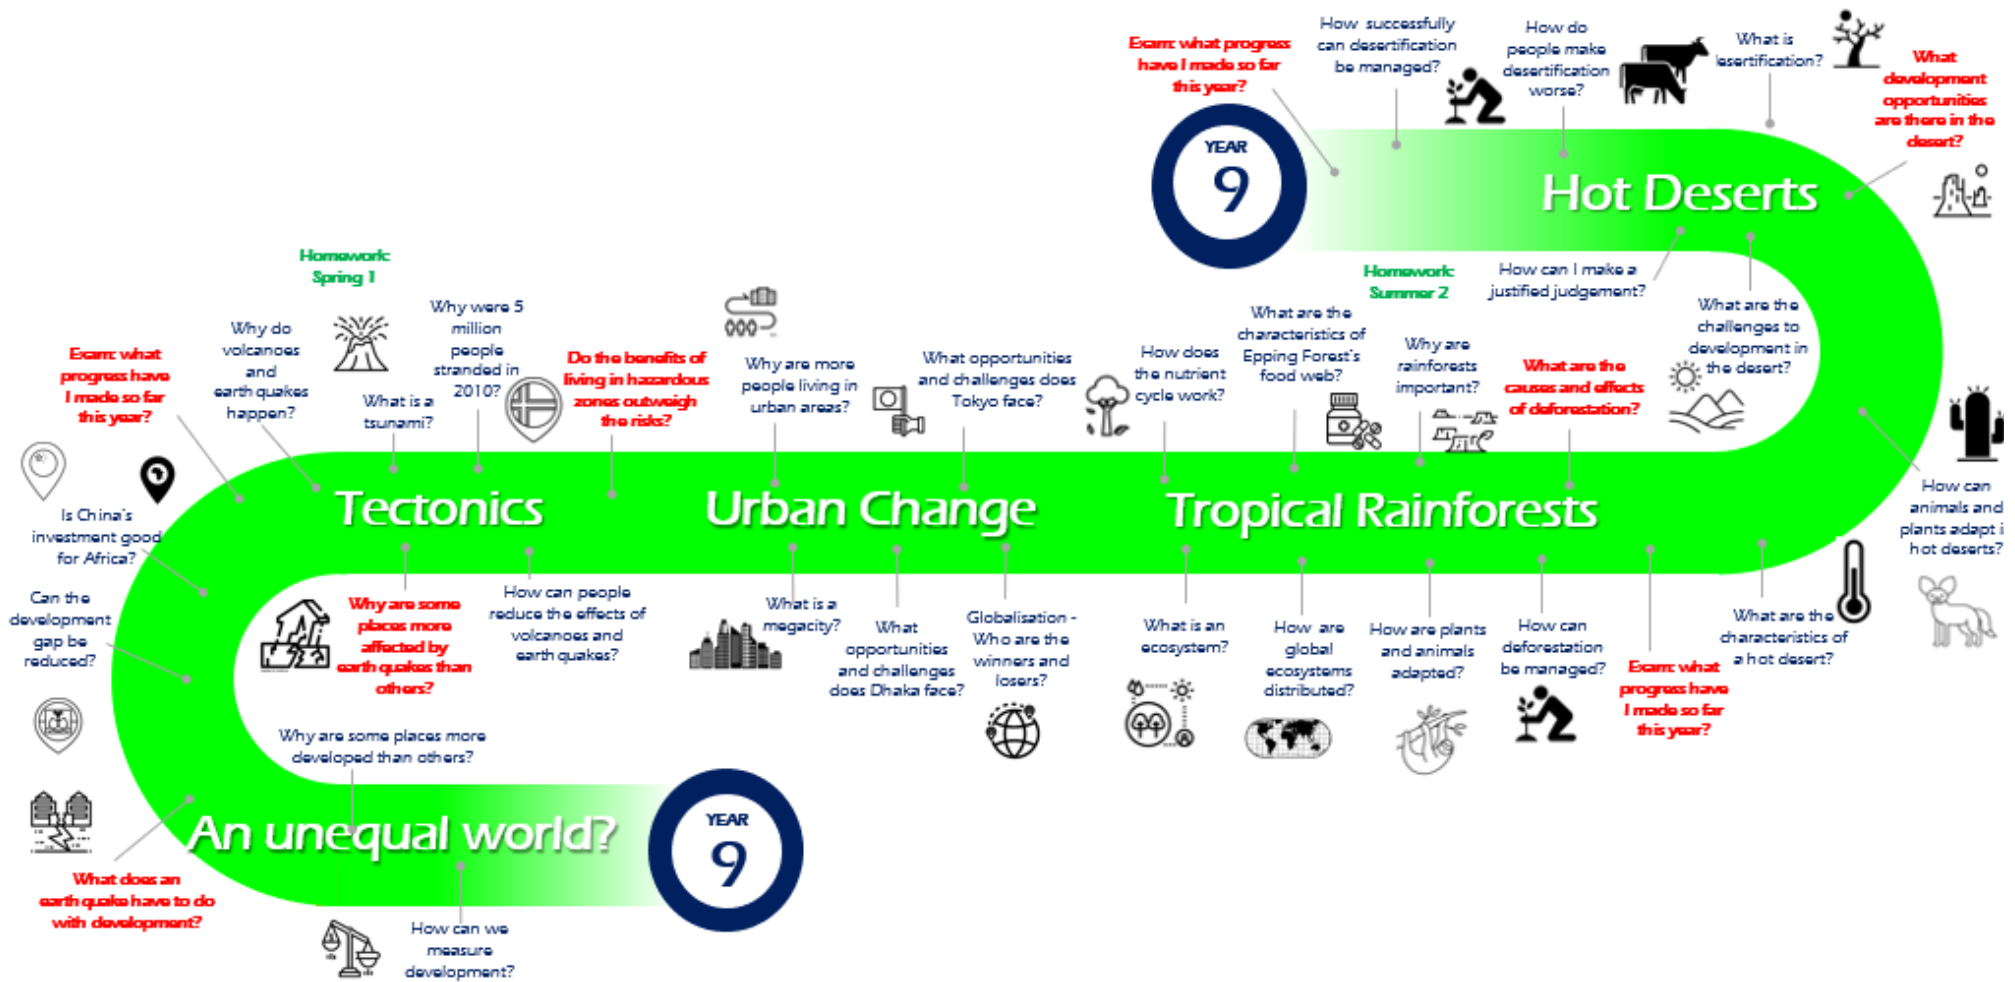 Exam: what progress
have I made so far
this year?
How successfully
can desertification
be managed?
How do
people make
desertification
worse?
What is
lesertification?
What
development
opportunities
are there in the
desert?
YEAR
9
Hot Deserts
How can I make a
justified judgement?
What are the
challenges to
development in
the desert?
Homework:
Summer 2
How can
animals and
plants adapt i
hot deserts?
What are the
characteristics of
a hot desert?
Homework:
Spring 1
Exam: what
progress have
I made so far
this year?
Why do
volcanoes
and
earthquakes
happen?
What is a
tsunami?
Why were 5
million
people
stranded in
2010?
Do the benefits of
living in hazardous
zones outweigh
the risks?
Why are more
people living in
urban areas?
What opportunities
and challenges does
Tokyo face?
How does
the nutrient
cycle work?
What are the
characteristics of
Epping Forest's
food web?
Why are
rainforests
important?
What are the
causes and effects
of deforestation?
Tectonics
Urban Change
Tropical Rainforests
Is China's
investment good
for Africa?
Can the
development
gap be
reduced?
Why are some
places more
affected by
earthquakes than
others?
How can people
reduce the effects of
volcanoes and
earthquakes?
What is a
megacity?
What
opportunities
and challenges
does Dhaka face?
Globalisation -
Who are the
winners and
losers?
What is an
ecosystem?
How are
global
ecosystems
distributed?
How are plants
and animals
adapted?
How can
deforestation
be managed?
Exam: what
progress have
I made so far
this year?
Why are some places more
developed than others?
An unequal world?
YEAR
9
What does an
earthquake have to do
with development?
How can we
measure
development?